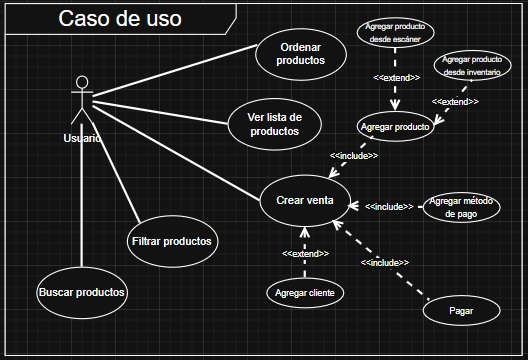 Caso de uso
Agregar producto
desde escáner
Ordenar
productos
Agregar producto
desde inventario
<<extend>>
<<extend>>
Ver lista de
productos
Agregar producto
Usuario
<<include>>
Crear venta
<<include>>
Agregar método
de pago
Filtrar productos
<<extend>>
<<include>>
Buscar productos
Agregar cliente
Pagar